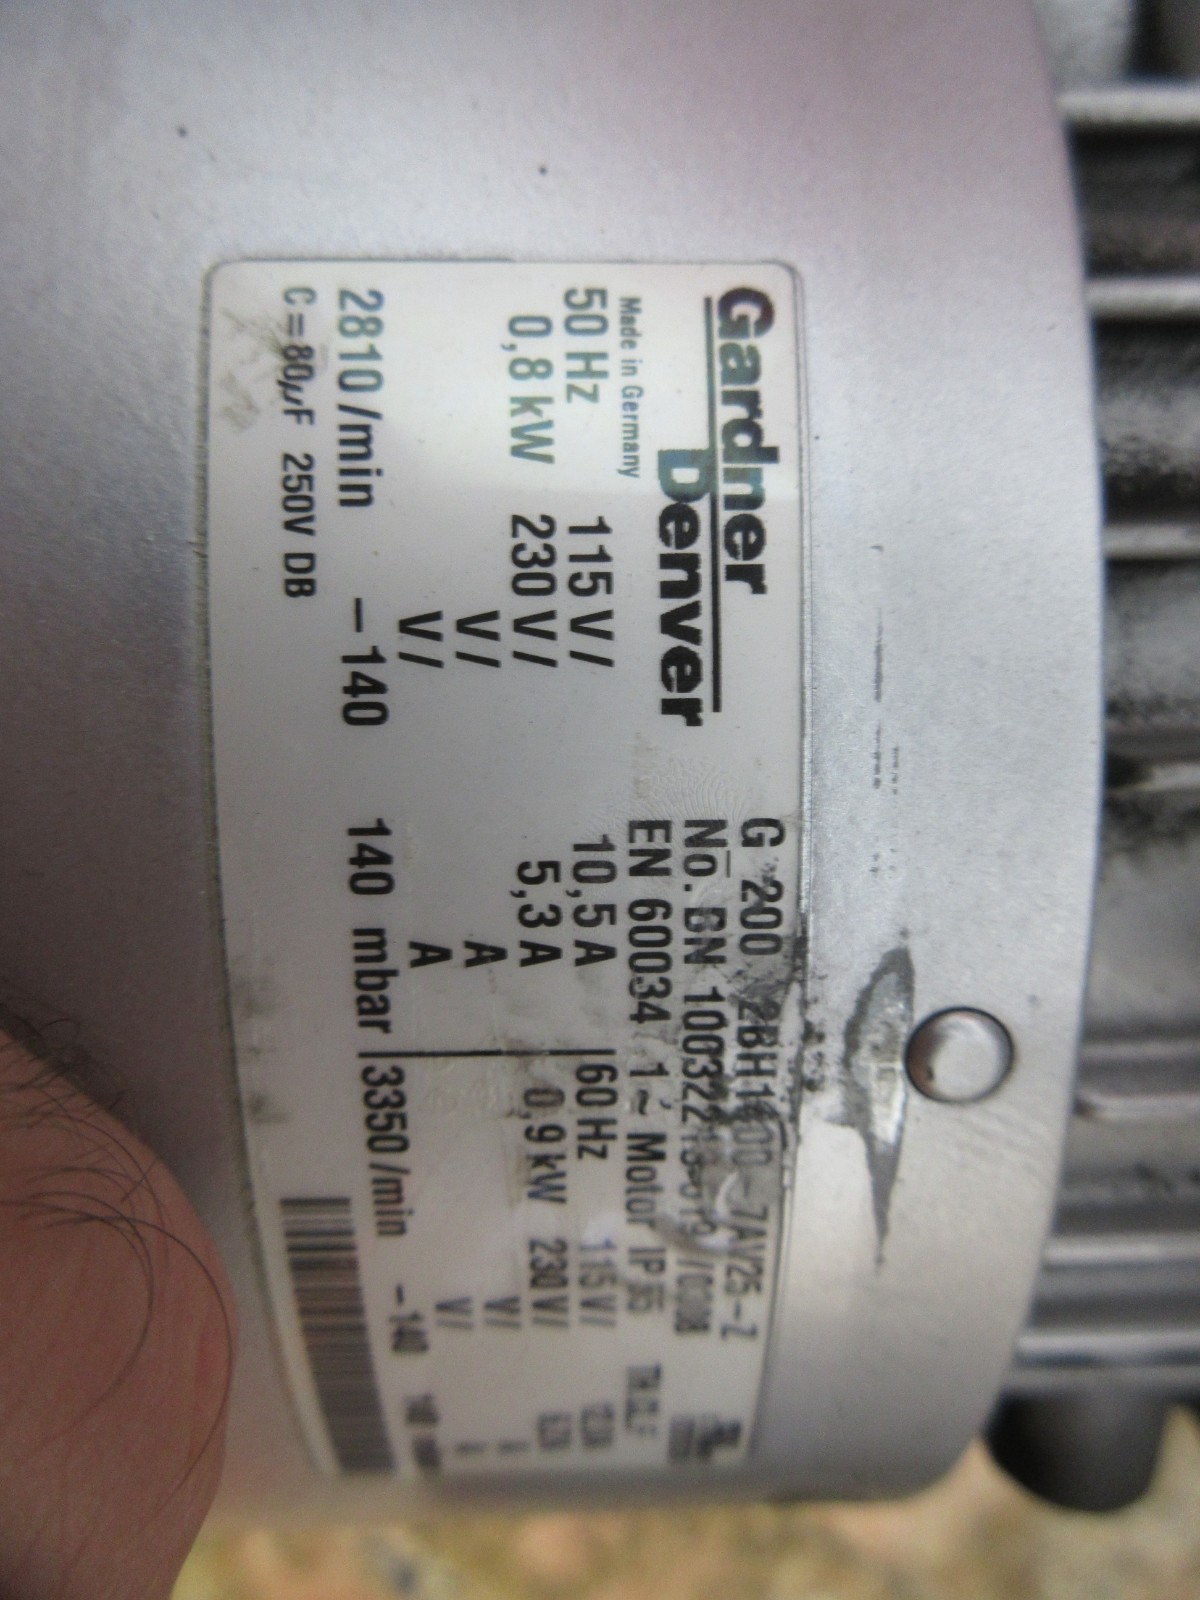 Gardner
Denver
G 200
No. BN
EN 60034 1~ Motor IP
Made in Germany
50 Hz 115 V/ 10,5 A 60 Hz 115 V/
0,8 kW 230 V/ 5,3 A 0,9 kW 230 V/
V/ A V/ A
V/ A V/ A
2810/min –140 140 mbar 3350/min –140
C=80µF 250V DB